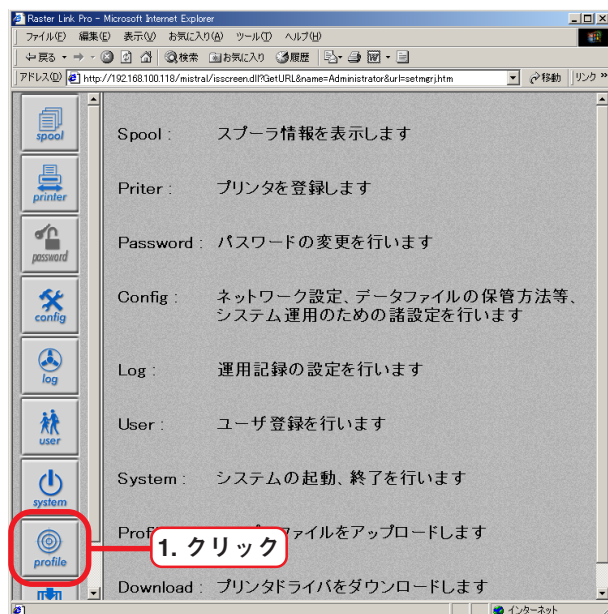 Raster Link Pro - Microsoft Internet Explorer
ファイル(F) 編集(E) 表示(V) お気に入り(A) ツール(T) ヘルプ(H)
戻る 検索 お気に入り 履歴
アドレス(D) http://192.168.100.118/mistral/isscreen.dll?GetURL&name=Administrator&url=setmgrj.htm 移動 リンク »
spool
Spool : スプーラ情報を表示します
printer
Priter : プリンタを登録します
password
Password : パスワードの変更を行います
config
Config : ネットワーク設定、データファイルの保管方法等、
システム運用のための諸設定を行います
log
Log : 運用記録の設定を行います
user
User : ユーザ登録を行います
system
System : システムの起動、終了を行います
profile
Prof ファイルをアップロードします
1. クリック
Download : プリンタドライバをダウンロードします
インターネット